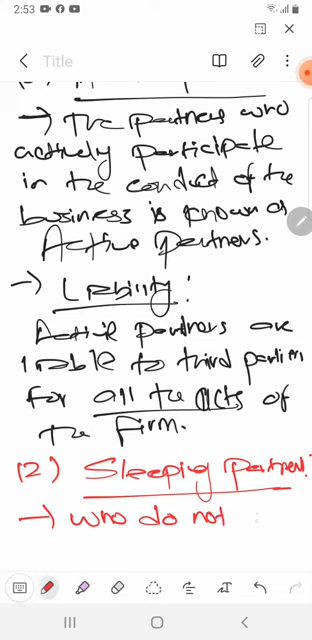 2:53
Title
→ The partners who
actively participate
in the conduct of the
business is known as
Active partners.
→ Liability:
Active partners are
liable to third parties
for all the acts of
the firm.
(2) Sleeping partner:
→ who do not